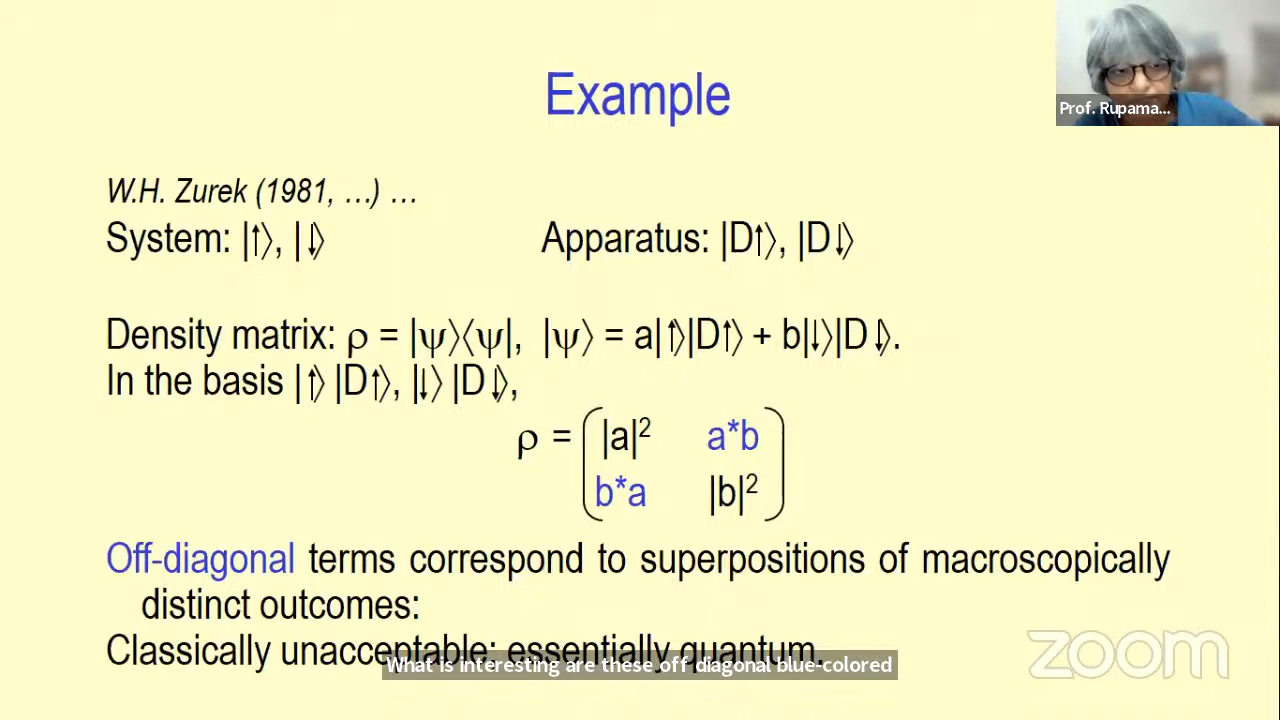 Example
Prof. Rupama...
W.H. Zurek (1981, …) …
System: |↑⟩, |↓⟩ Apparatus: |D↑⟩, |D↓⟩
Density matrix: ρ = |ψ⟩⟨ψ|, |ψ⟩ = a|↑⟩|D↑⟩ + b|↓⟩|D↓⟩.
In the basis |↑⟩ |D↑⟩, |↓⟩ |D↓⟩,
ρ = ( |a|² a*b
b*a |b|² )
Off-diagonal terms correspond to superpositions of macroscopically
distinct outcomes:
Classically unacceptable: essentially quantum.
What is interesting are these off diagonal blue-colored
zoom